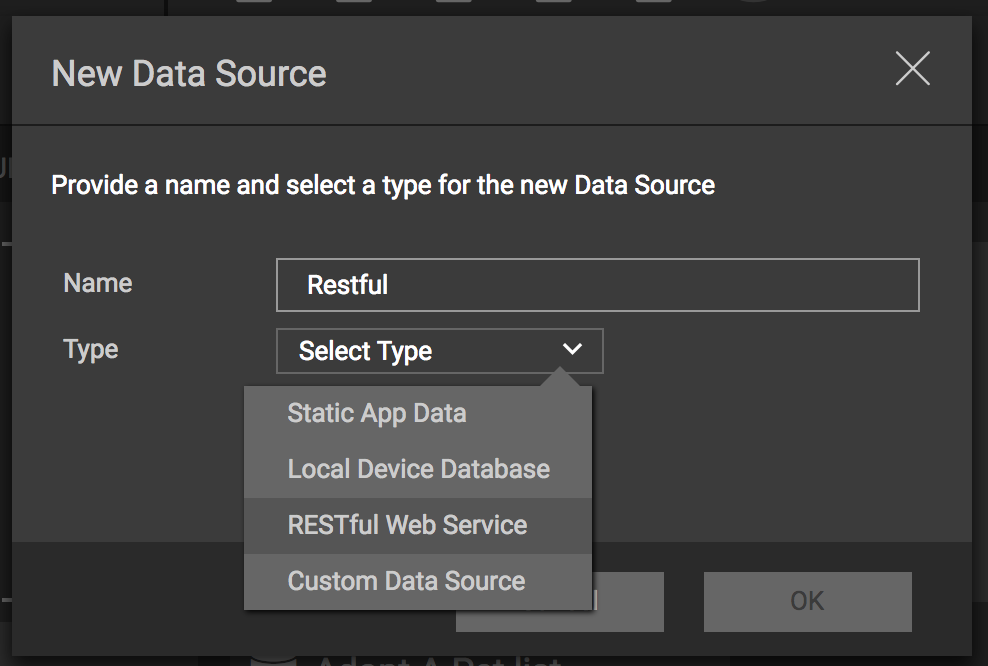 New Data Source
Provide a name and select a type for the new Data Source
Name
Restful
Type
Select Type
Static App Data
Local Device Database
RESTful Web Service
Custom Data Source
OK